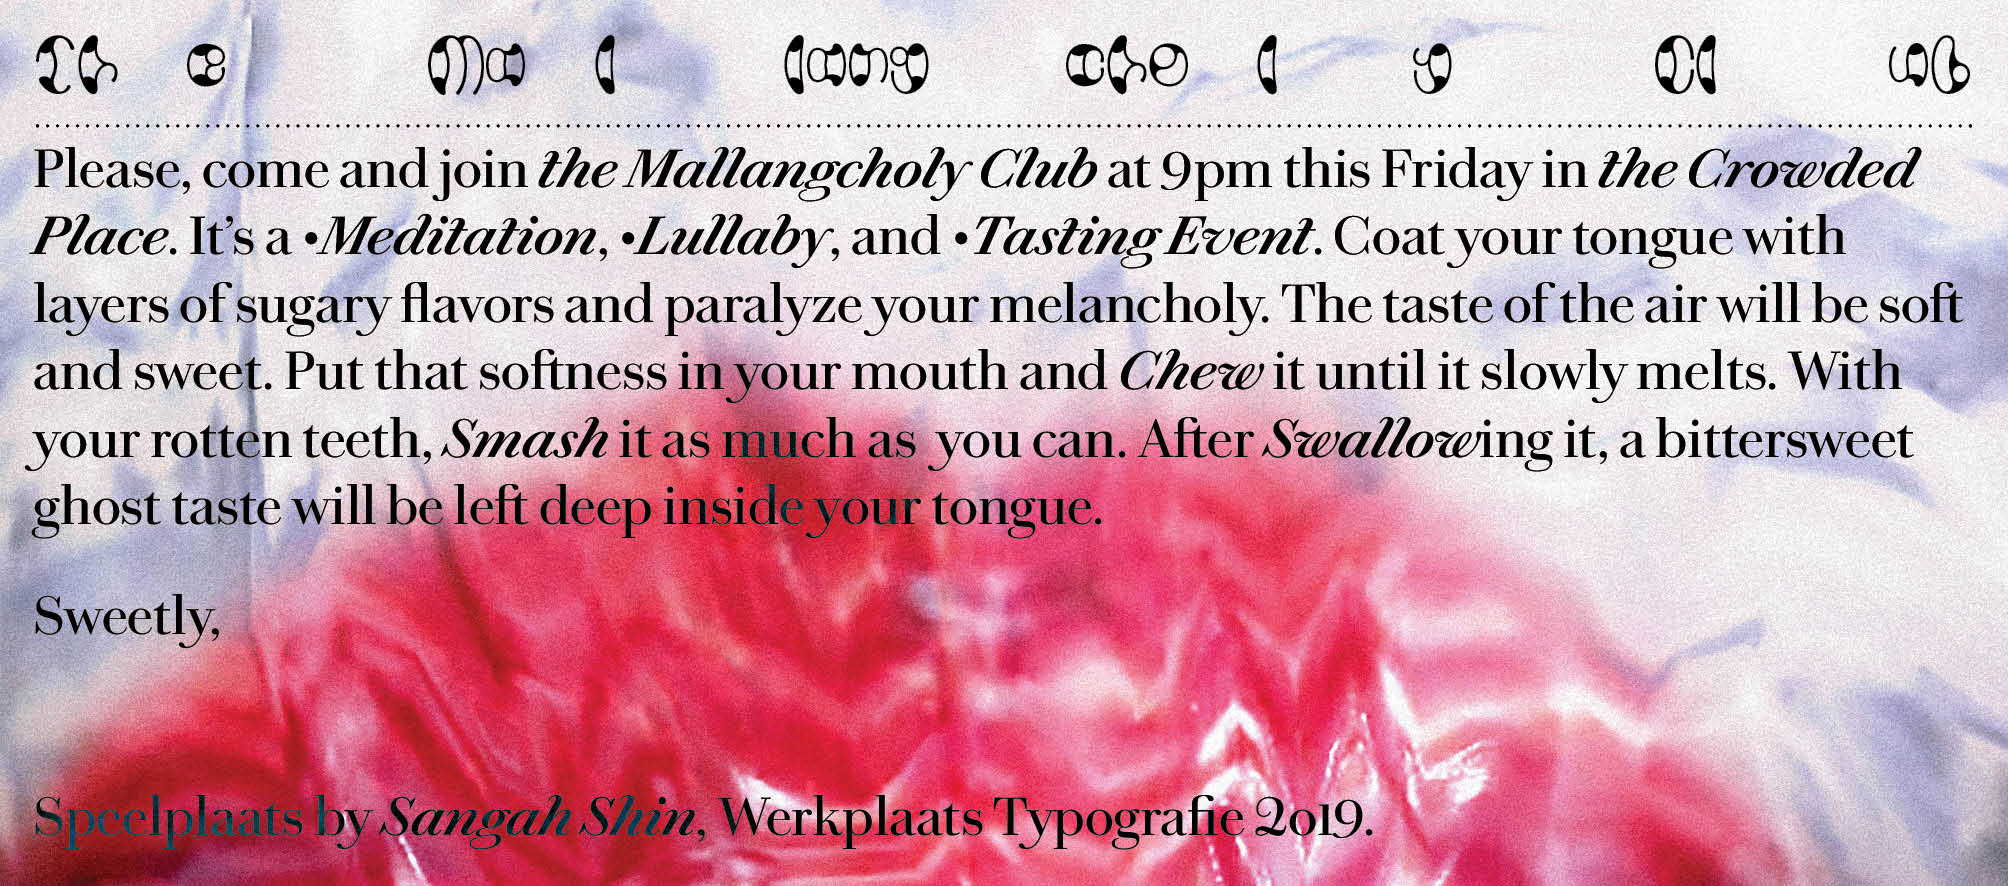 The Mallangcholy Club
Please, come and join the Mallangcholy Club at 9pm this Friday in the Crowded
Place. It’s a •Meditation, •Lullaby, and •Tasting Event. Coat your tongue with
layers of sugary flavors and paralyze your melancholy. The taste of the air will be soft
and sweet. Put that softness in your mouth and Chew it until it slowly melts. With
your rotten teeth, Smash it as much as you can. After Swallowing it, a bittersweet
ghost taste will be left deep inside your tongue.
Sweetly,
Speelplaats by Sangah Shin, Werkplaats Typografie 2019.